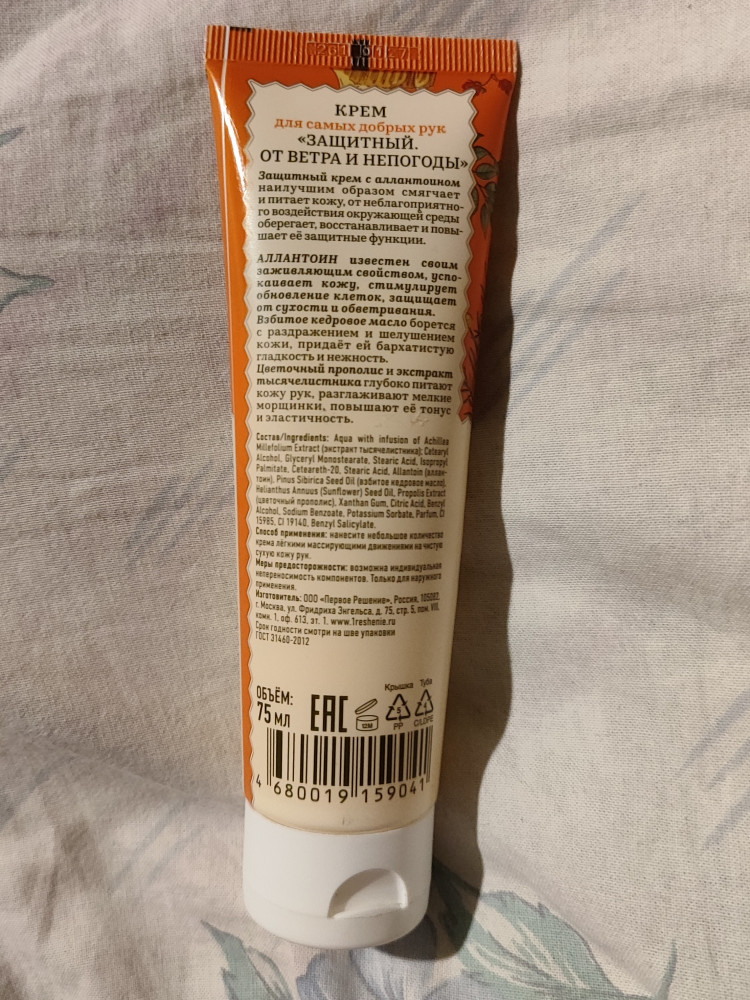 КРЕМ
для самых добрых рук
«ЗАЩИТНЫЙ.
ОТ ВЕТРА И НЕПОГОДЫ»
Защитный крем с аллантоином
наилучшим образом смягчает
и питает кожу, от неблагоприятно-
го воздействия окружающей среды
оберегает, восстанавливает и повы-
шает её защитные функции.
АЛЛАНТОИН известен своим
заживляющим свойством, успо-
каивает кожу, стимулирует
обновление клеток, защищает
от сухости и обветривания.
Взбитое кедровое масло борется
с раздражением и шелушением
кожи, придаёт ей бархатистую
гладкость и нежность.
Цветочный прополис и экстракт
тысячелистника глубоко питают
кожу рук, разглаживают мелкие
морщинки, повышают её тонус
и эластичность.
Состав/Ingredients: Aqua with infusion of Achillea
Millefolium Extract (экстракт тысячелистника); Cetearyl
Alcohol, Glyceryl Monostearate, Stearic Acid, Isopropyl
Palmitate, Ceteareth-20, Stearic Acid, Allantoin (аллан-
тоин), Pinus Sibirica Seed Oil (взбитое кедровое масло),
Helianthus Annuus (Sunflower) Seed Oil, Propolis Extract
(цветочный прополис), Xanthan Gum, Citric Acid, Benzyl
Alcohol, Sodium Benzoate, Potassium Sorbate, Parfum, CI
15985, CI 19140, Benzyl Salicylate.
Способ применения: нанесите небольшое количество
крема лёгкими массирующими движениями на чистую
сухую кожу рук.
Меры предосторожности: возможна индивидуальная
непереносимость компонентов. Только для наружного
применения.
Изготовитель: ООО «Первое Решение», Россия, 105082,
г. Москва, ул. Фридриха Энгельса, д. 75, стр. 5, пом. VIII,
комн. 1, оф. 613, эт. 1. www.1reshenie.ru
Срок годности смотри на шве упаковки
ГОСТ 31460-2012
ОБЪЁМ:
75 мл
EAC
12M
Крышка Туба
5 4
PP C/LDPE
4 680019 159041